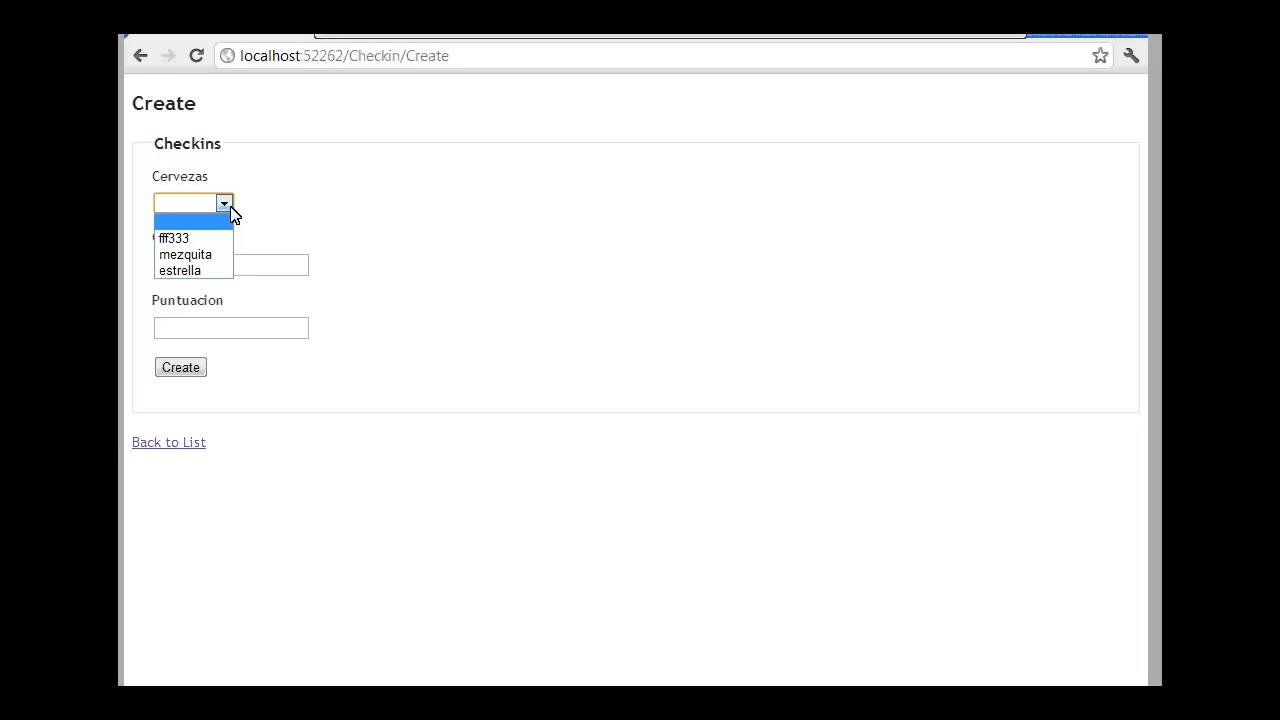 localhost:52262/Checkin/Create
Create
Checkins
Cervezas
fff333
mezquita
estrella
Puntuacion
Create
Back to List